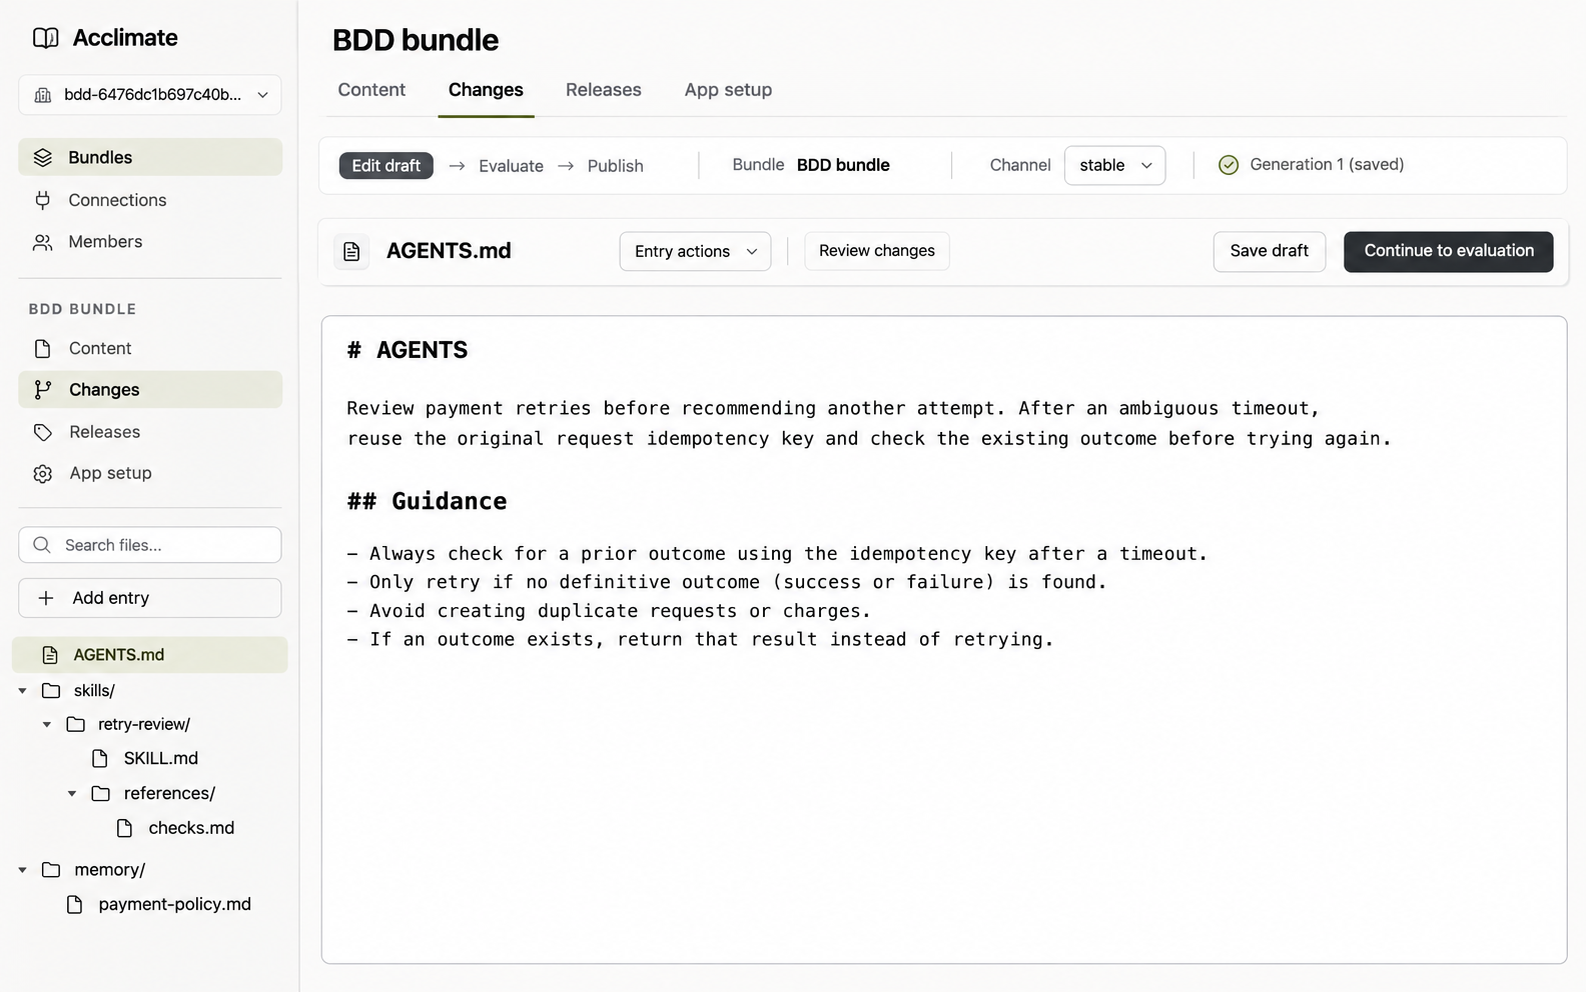 Acclimate
bdd-6476dc1b697c40b...
Bundles
Connections
Members
BDD BUNDLE
Content
Changes
Releases
App setup
Search files...
Add entry
AGENTS.md
skills/
retry-review/
SKILL.md
references/
checks.md
memory/
payment-policy.md
BDD bundle
Content Changes Releases App setup
Edit draft → Evaluate → Publish Bundle BDD bundle Channel stable Generation 1 (saved)
AGENTS.md Entry actions Review changes Save draft Continue to evaluation
# AGENTS
Review payment retries before recommending another attempt. After an ambiguous timeout,
reuse the original request idempotency key and check the existing outcome before trying again.
## Guidance
– Always check for a prior outcome using the idempotency key after a timeout.
– Only retry if no definitive outcome (success or failure) is found.
– Avoid creating duplicate requests or charges.
– If an outcome exists, return that result instead of retrying.